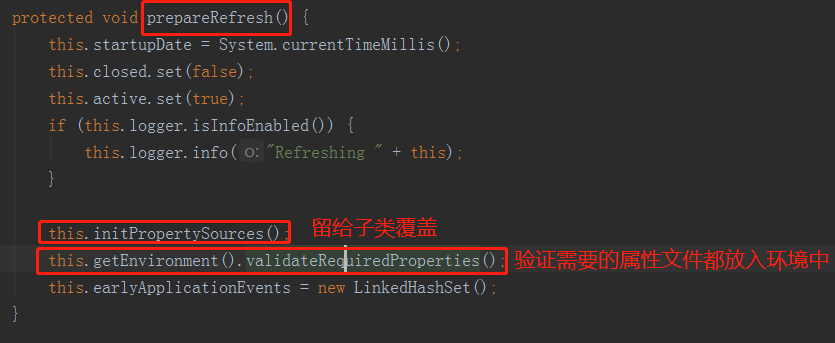 protected void prepareRefresh() {
this.startupDate = System.currentTimeMillis();
this.closed.set(false);
this.active.set(true);
if (this.logger.isInfoEnabled()) {
this.logger.info( o: "Refreshing " + this);
}
this.initPropertySources(); 留给子类覆盖
this.getEnvironment().validateRequiredProperties(); 验证需要的属性文件都放入环境中
this.earlyApplicationEvents = new LinkedHashSet();
}